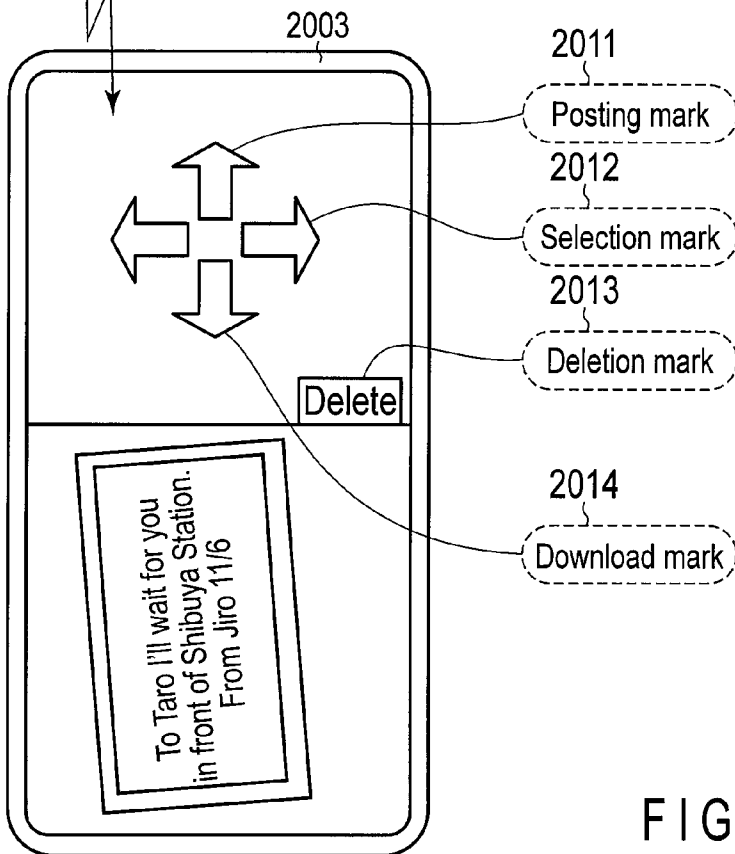 2003
2011
Posting mark
2012
Selection mark
2013
Deletion mark
Delete
2014
Download mark
To Taro I'll wait for you
in front of Shibuya Station.
From Jiro 11/6
FIG